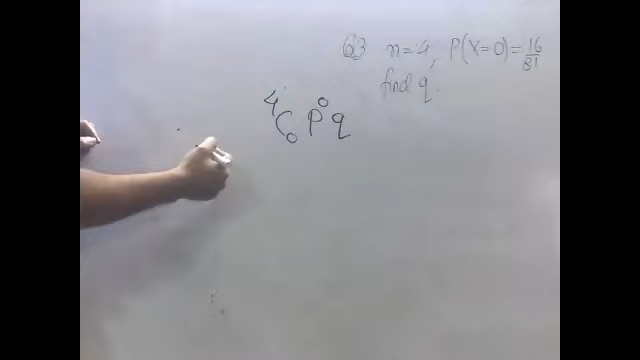 Q3 n=4, P(X=0)=16/81
find q.
⁴C₀ p⁰ q